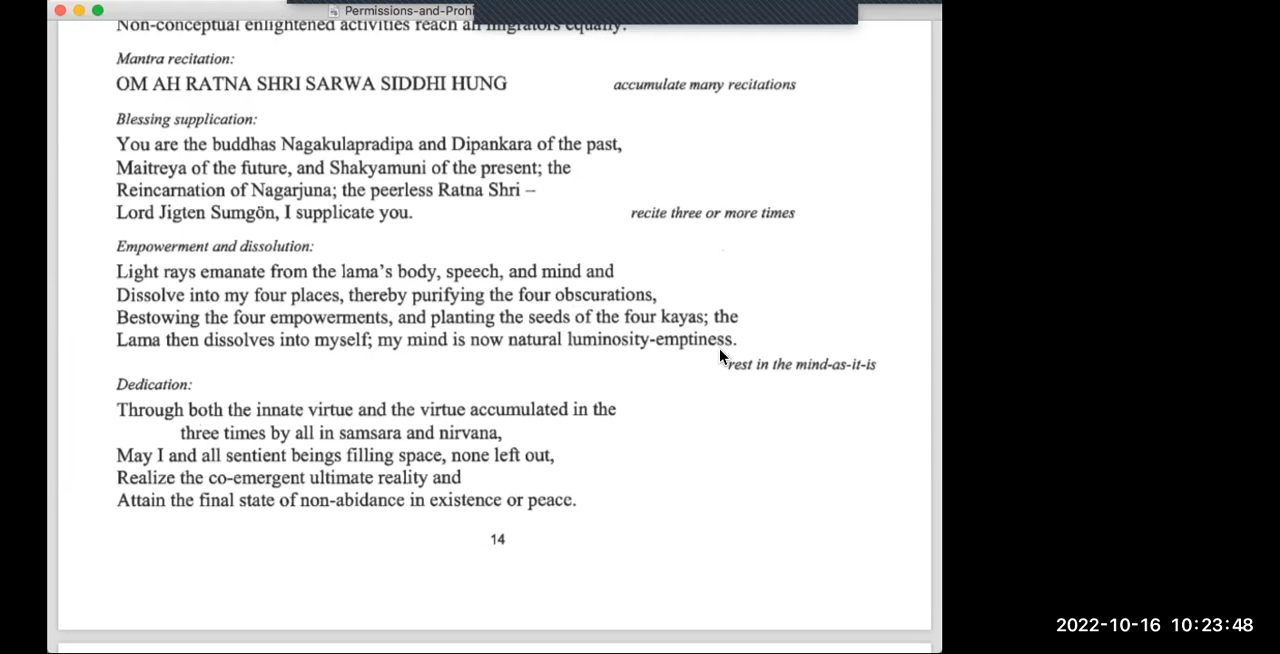 Permissions-and-Prohi
Non-conceptual enlightened activities reach all migrators equally.
Mantra recitation:
OM AH RATNA SHRI SARWA SIDDHI HUNG accumulate many recitations
Blessing supplication:
You are the buddhas Nagakulapradipa and Dipankara of the past,
Maitreya of the future, and Shakyamuni of the present; the
Reincarnation of Nagarjuna; the peerless Ratna Shri –
Lord Jigten Sumgön, I supplicate you. recite three or more times
Empowerment and dissolution:
Light rays emanate from the lama's body, speech, and mind and
Dissolve into my four places, thereby purifying the four obscurations,
Bestowing the four empowerments, and planting the seeds of the four kayas; the
Lama then dissolves into myself; my mind is now natural luminosity-emptiness.
rest in the mind-as-it-is
Dedication:
Through both the innate virtue and the virtue accumulated in the
three times by all in samsara and nirvana,
May I and all sentient beings filling space, none left out,
Realize the co-emergent ultimate reality and
Attain the final state of non-abidance in existence or peace.
14
2022-10-16 10:23:48